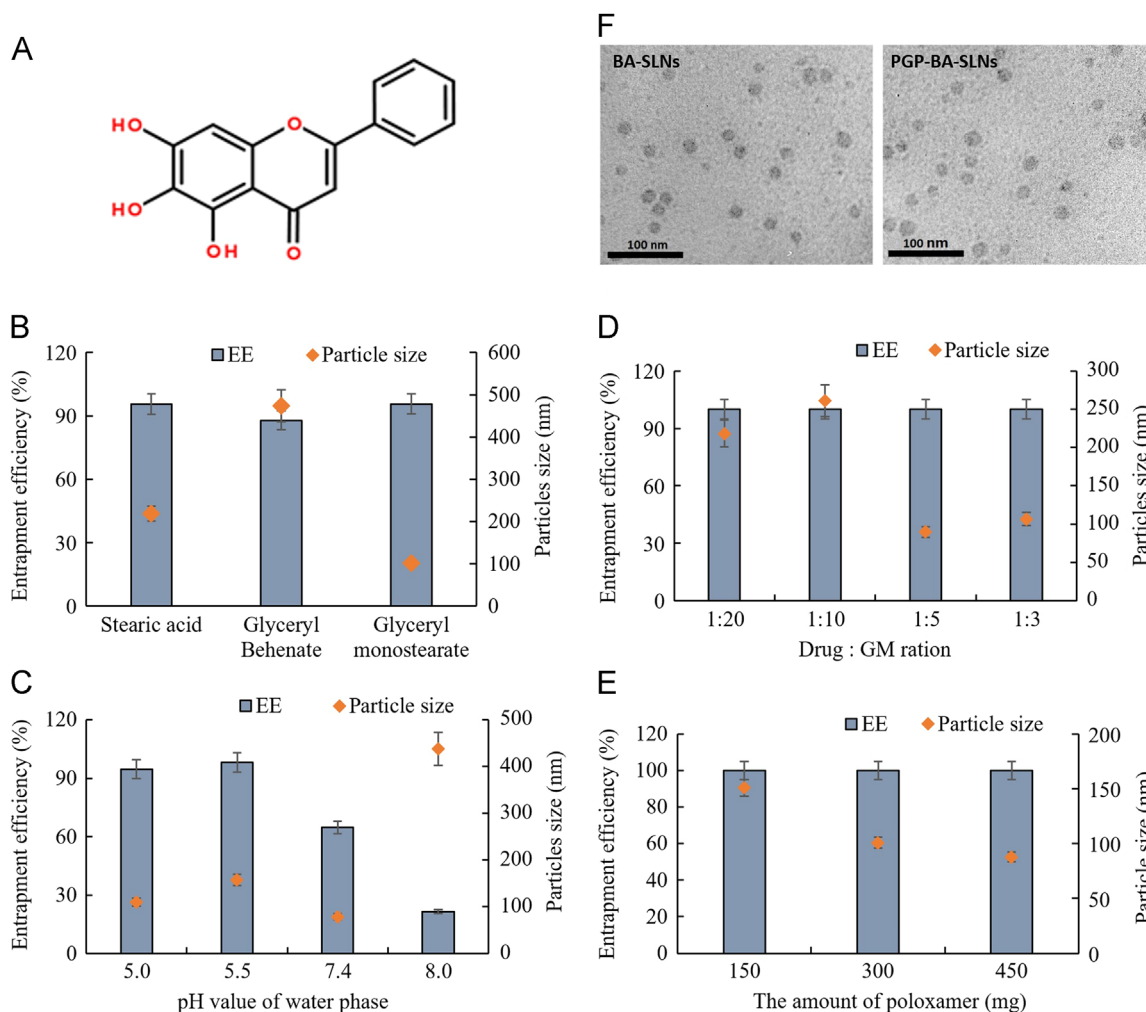 A
HO
O
HO
OH
O
F
BA-SLNs
PGP-BA-SLNs
100 nm
100 nm
B
EE
Particle size
Entrapment efficiency (%)
120
90
60
30
0
600
500
400
300
200
100
0
Particles size (nm)
Stearic acid
Glyceryl
Behenate
Glyceryl
monostearate
D
EE
Particle size
Entrapment efficiency (%)
120
90
60
30
0
300
250
200
150
100
50
0
Particles size (nm)
1:20
1:10
1:5
1:3
Drug : GM ration
C
EE
Particle size
Entrapment efficiency (%)
120
90
60
30
0
500
400
300
200
100
0
Particles size (nm)
5.0
5.5
7.4
8.0
pH value of water phase
E
EE
Particle size
Entrapment efficiency (%)
120
100
80
60
40
20
0
200
150
100
50
0
Particle size (nm)
150
300
450
The amount of poloxamer (mg)